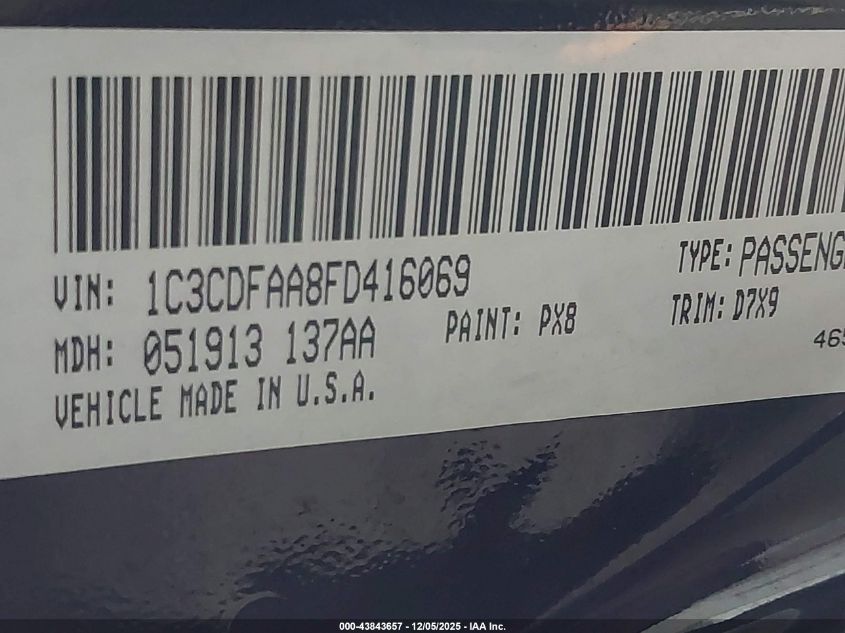 VIN: 1C3CDFAA8FD416069
TYPE: PASSENG
MDH: 051913 137AA
PAINT: PX8
TRIM: D7X9
VEHICLE MADE IN U.S.A.
465
000-43843657 - 12/05/2025 - IAA Inc.